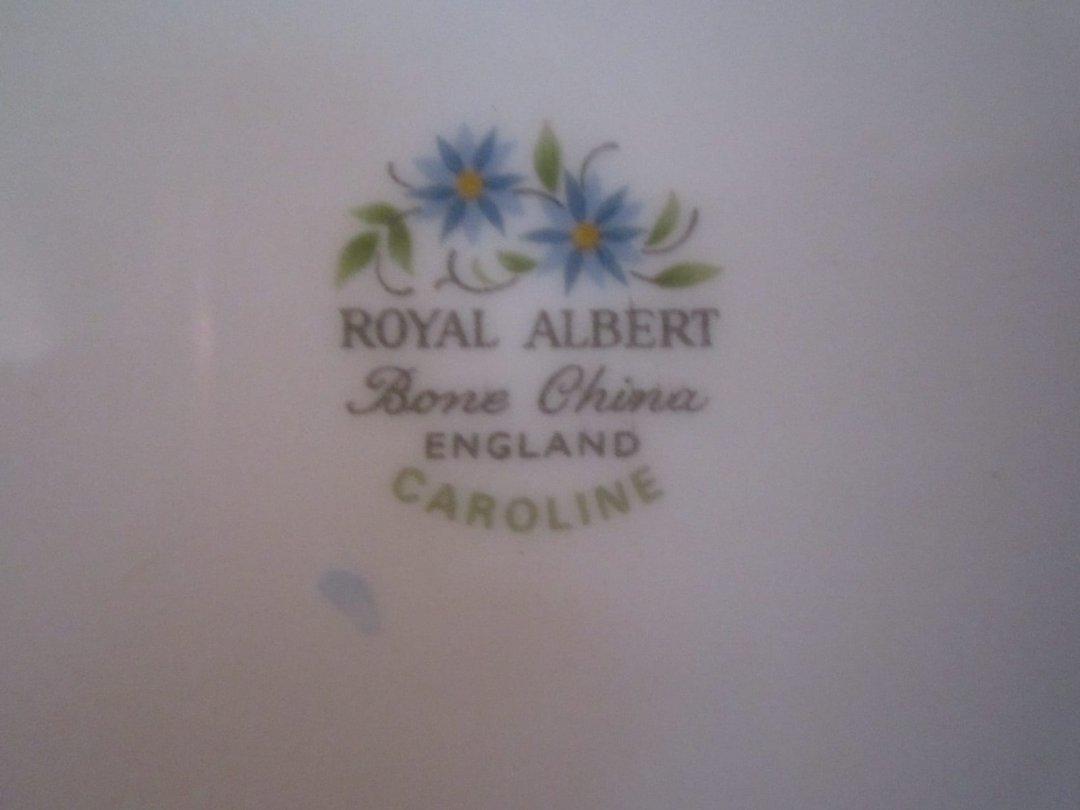 ROYAL ALBERT
Bone China
ENGLAND
CAROLINE